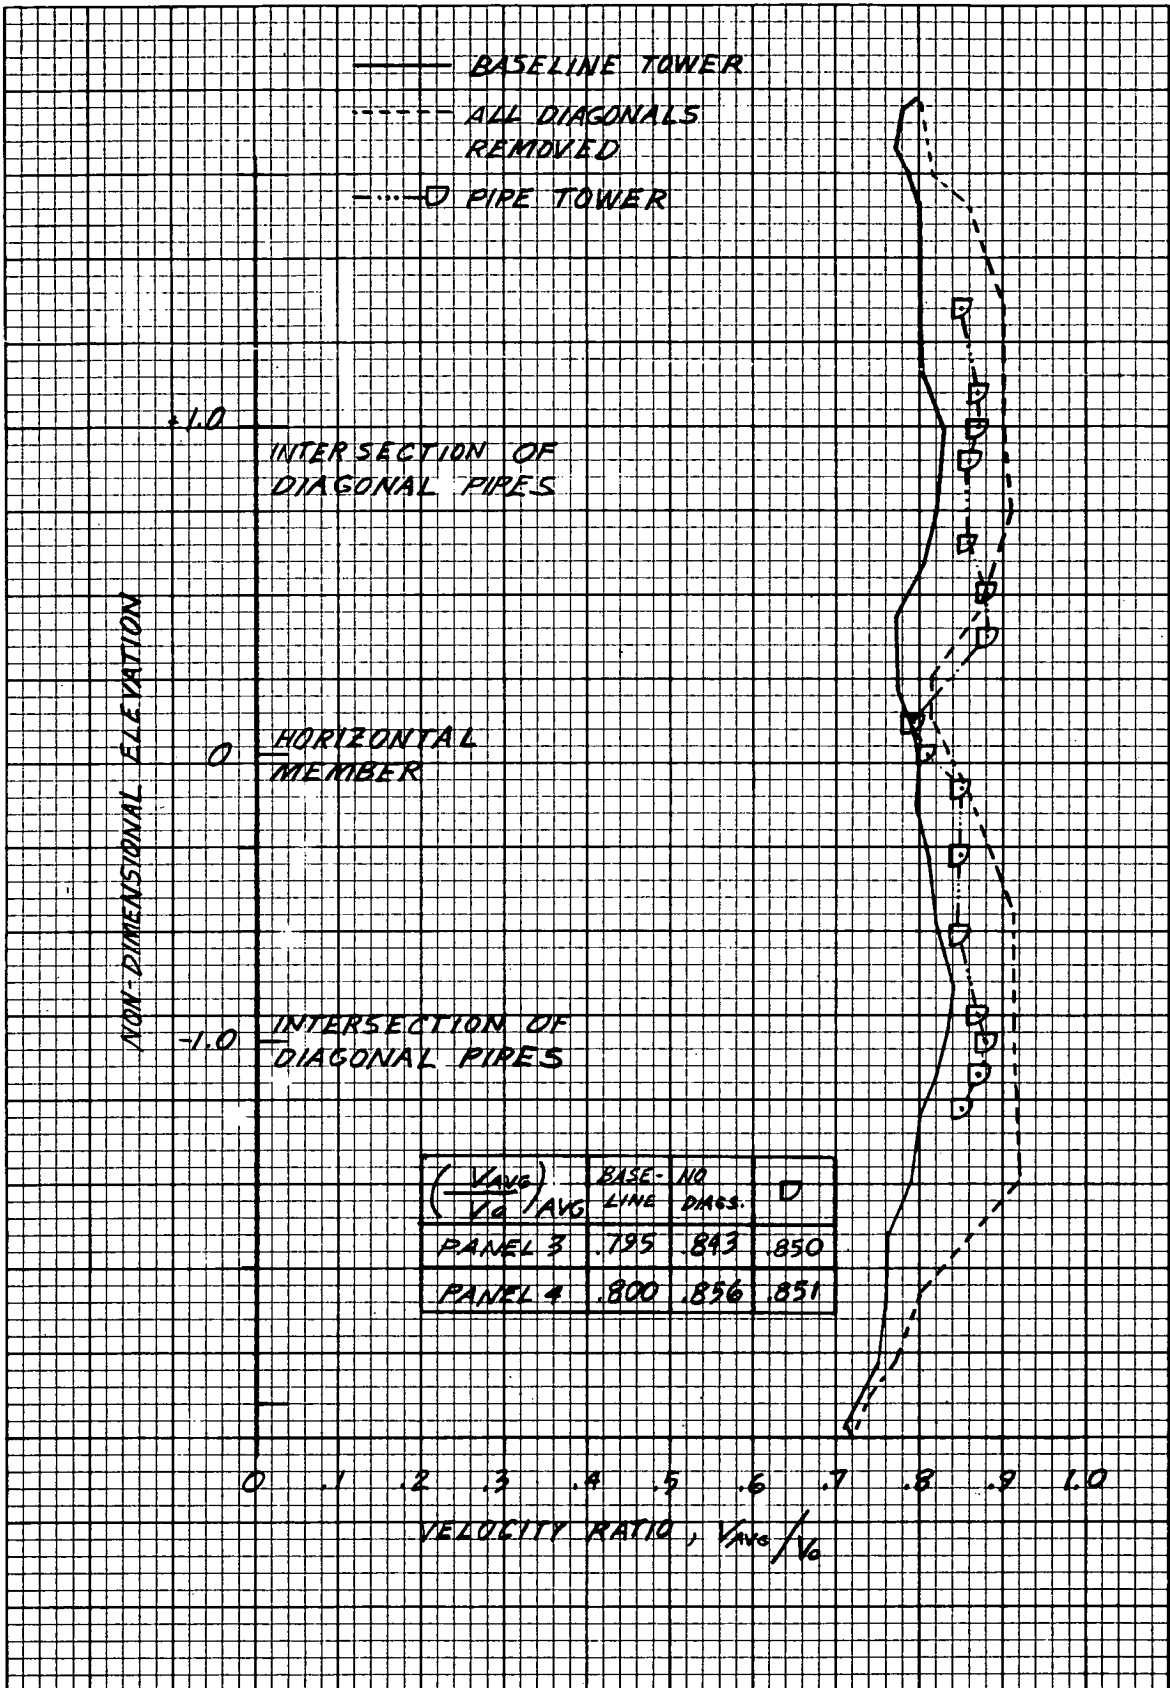 BASELINE TOWER
ALL DIAGONALS
REMOVED
PIPE TOWER
+1.0
INTERSECTION OF
DIAGONAL PIPES
NON-DIMENSIONAL ELEVATION
0
HORIZONTAL
MEMBER
-1.0
INTERSECTION OF
DIAGONAL PIPES
(VAVG/V0)AVG BASE-LINE NO DIAGS.
PANEL 3 .795 .843 .850
PANEL 4 .800 .856 .851
0 .1 .2 .3 .4 .5 .6 .7 .8 .9 1.0
VELOCITY RATIO, VAVG/V0